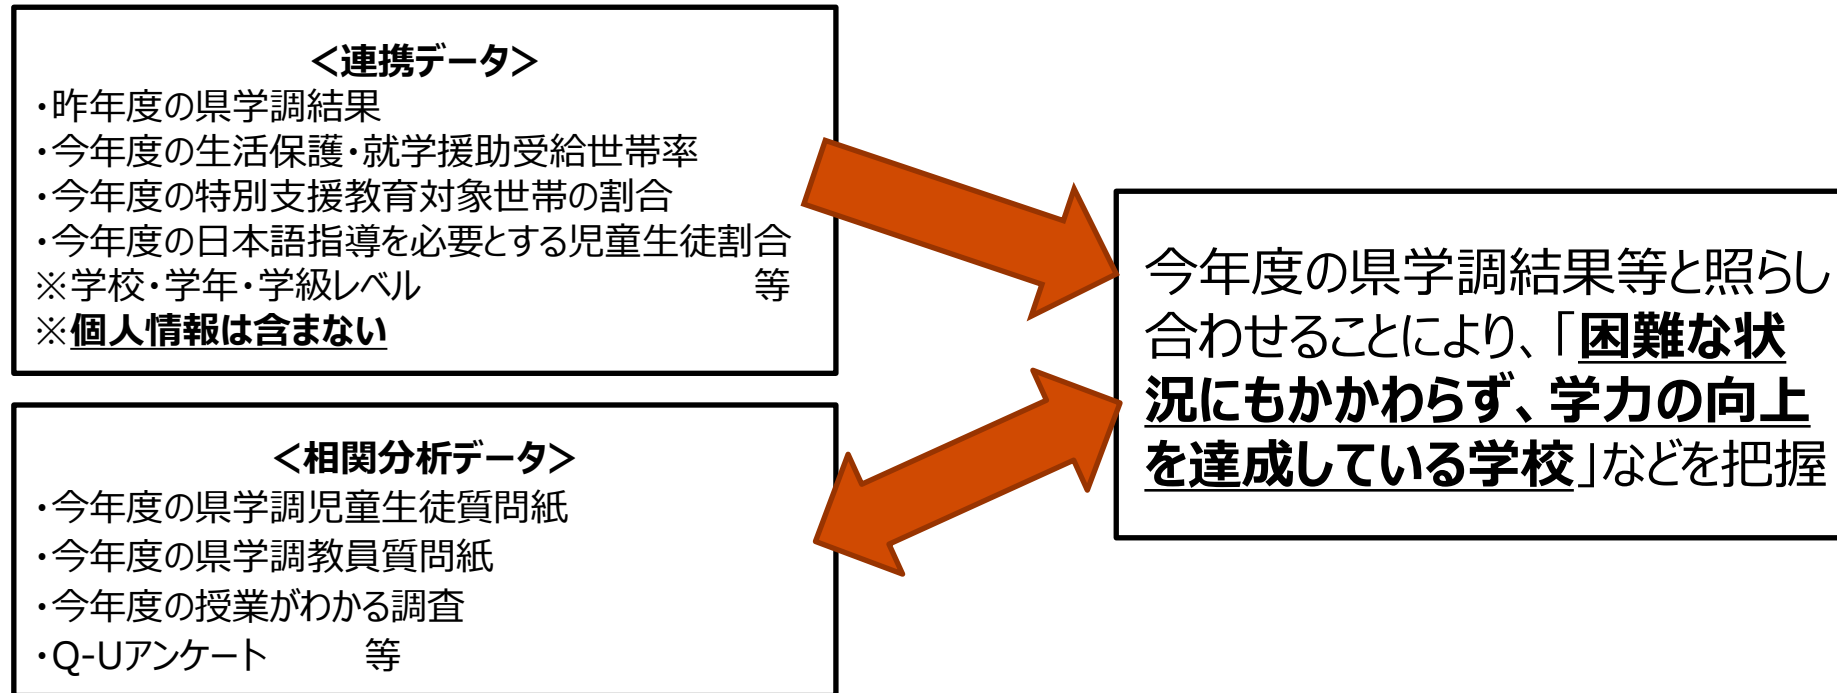 ＜連携データ＞
・昨年度の県学調結果
・今年度の生活保護・就学援助受給世帯率
・今年度の特別支援教育対象世帯の割合
・今年度の日本語指導を必要とする児童生徒割合
※学校・学年・学級レベル　　　　　　　　　等
※個人情報は含まない
＜相関分析データ＞
・今年度の県学調児童生徒質問紙
・今年度の県学調教員質問紙
・今年度の授業がわかる調査
・Q-Uアンケート　　　等
今年度の県学調結果等と照らし
合わせることにより、「困難な状
況にもかかわらず、学力の向上
を達成している学校」などを把握